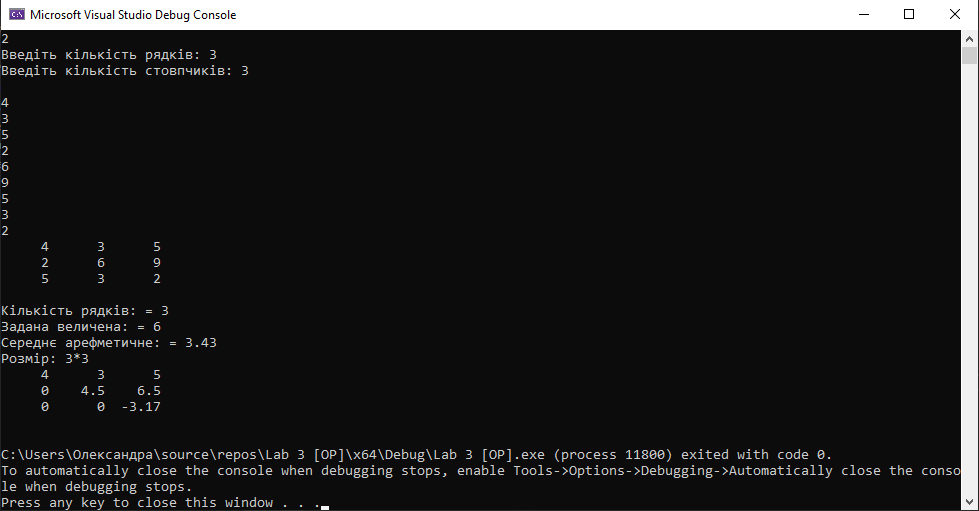 Microsoft Visual Studio Debug Console
2
Введіть кількість рядків: 3
Введіть кількість стовпчиків: 3
4
3
5
2
6
9
5
3
2
4 3 5
2 6 9
5 3 2
Кількість рядків: = 3
Задана величена: = 6
Середнє арефметичне: = 3.43
Розмір: 3*3
4 3 5
0 4.5 6.5
0 0 -3.17
C:\Users\Олександра\source\repos\Lab 3 [OP]\x64\Debug\Lab 3 [OP].exe (process 11800) exited with code 0.
To automatically close the console when debugging stops, enable Tools->Options->Debugging->Automatically close the conso
le when debugging stops.
Press any key to close this window . . .